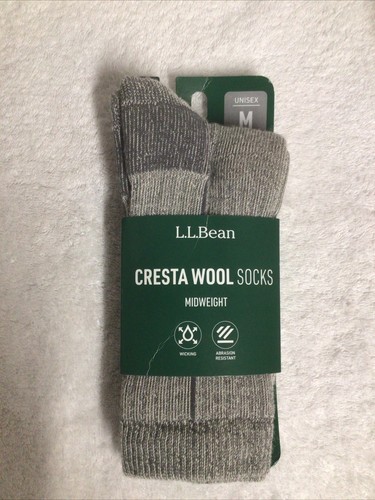 UNISEX
M
L.L.Bean
CRESTA WOOL SOCKS
MIDWEIGHT
WICKING
ABRASION
RESISTANT